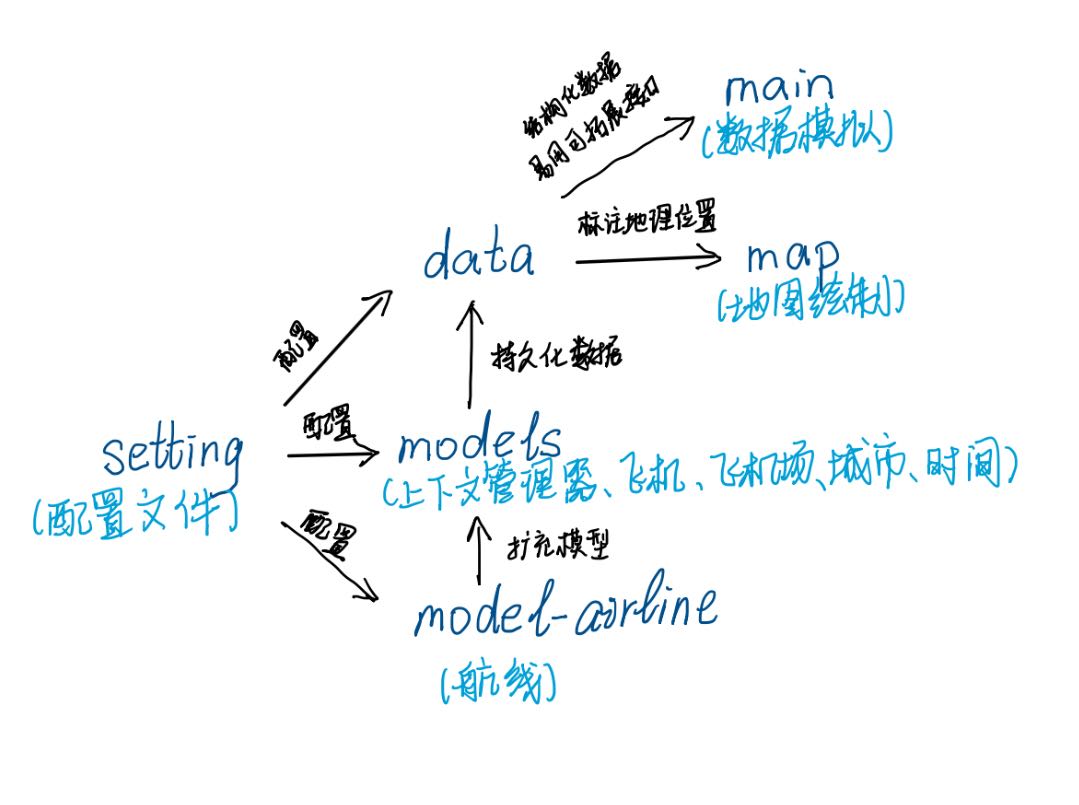 结构化数据
易用可拓展接口
main
(数据模拟)
标注地理位置
data
map
(地图绘制)
配置
持久化数据
配置
setting
(配置文件)
models
(上下文管理器、飞机、飞机场、城市、时间)
配置
扩充模型
model-airline
(航线)